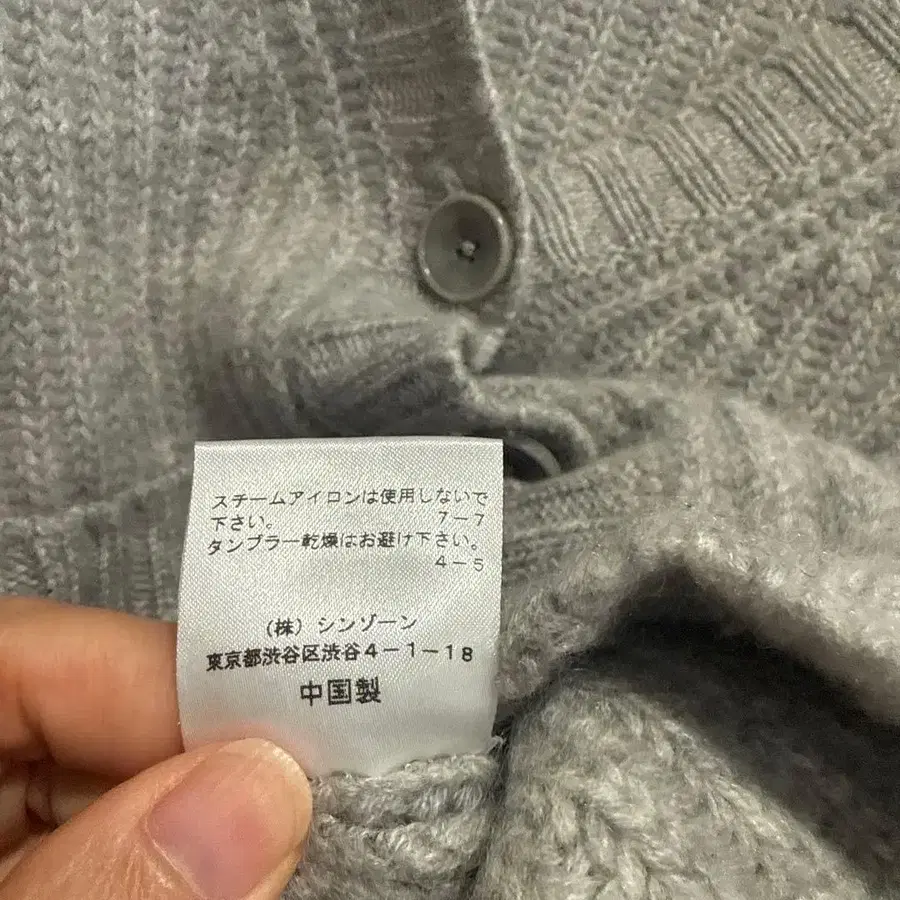 スチームアイロンは使用しないで
下さい。 7-7
タンブラー乾燥はお避け下さい。
4-5
(株) シンゾーン
東京都渋谷区渋谷4-1-18
中国製